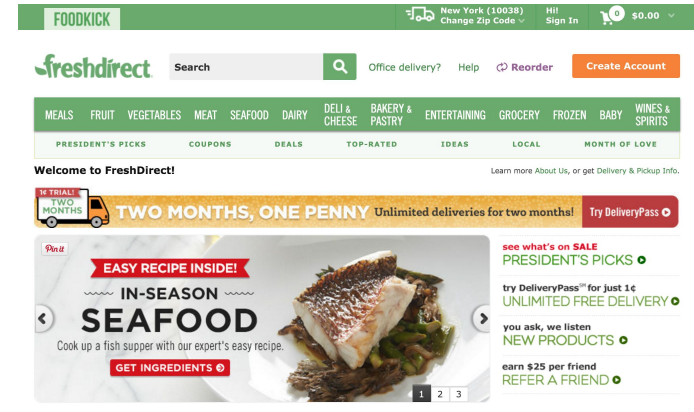 FOODKICK
New York (10038)
Change Zip Code
Hi!
Sign In
0
$0.00
freshdirect
Search
Office delivery?
Help
Reorder
Create Account
MEALS
FRUIT
VEGETABLES
MEAT
SEAFOOD
DAIRY
DELI &
CHEESE
BAKERY &
PASTRY
ENTERTAINING
GROCERY
FROZEN
BABY
WINES &
SPIRITS
PRESIDENT'S PICKS
COUPONS
DEALS
TOP-RATED
IDEAS
LOCAL
MONTH OF LOVE
Welcome to FreshDirect!
Learn more About Us, or get Delivery & Pickup Info.
1¢ TRIAL!
TWO
MONTHS
TWO MONTHS, ONE PENNY Unlimited deliveries for two months!
Try DeliveryPass
Pin it
EASY RECIPE INSIDE!
IN-SEASON
SEAFOOD
Cook up a fish supper with our expert's easy recipe.
GET INGREDIENTS
1 2 3
see what's on SALE
PRESIDENT'S PICKS
try DeliveryPass℠ for just 1¢
UNLIMITED FREE DELIVERY
you ask, we listen
NEW PRODUCTS
earn $25 per friend
REFER A FRIEND